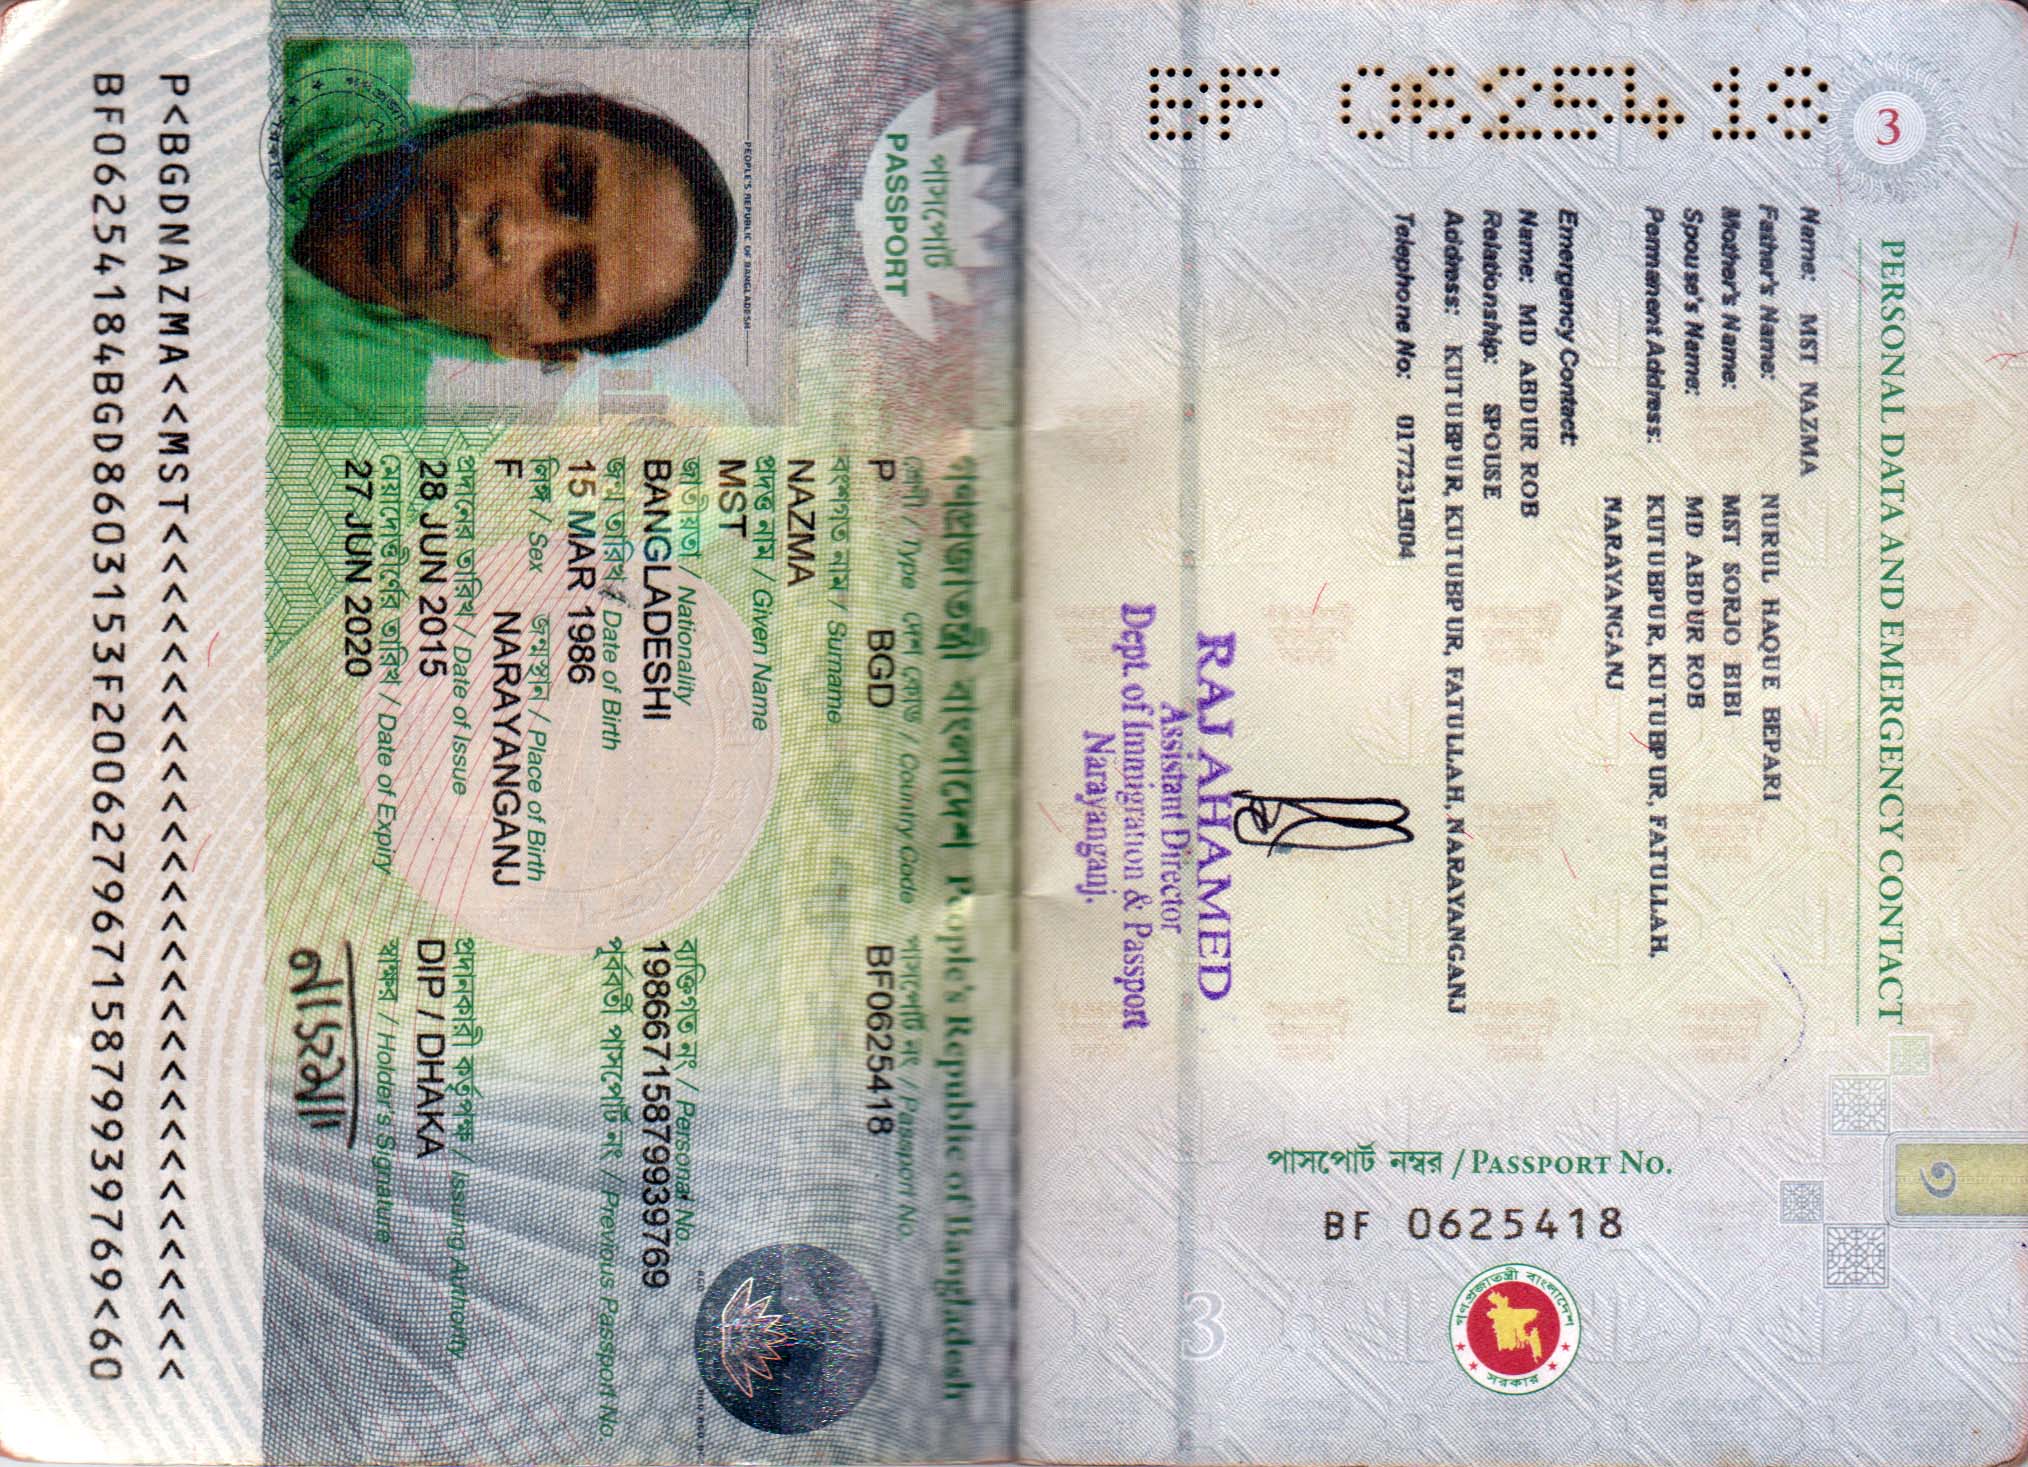 3
PERSONAL DATA AND EMERGENCY CONTACT
Name: MST NAZMA
Father's Name: NURUL HAQUE BEPARI
Mother's Name: MST SORJO BIBI
Spouse's Name: MD ABDUR ROB
Permanent Address: KUTUBPUR, KUTUBPUR, FATULLAH,
NARAYANGANJ
Emergency Contact
Name: MD ABDUR ROB
Relationship: SPOUSE
Address: KUTUBPUR, KUTUBPUR, FATULLAH, NARAYANGANJ
Telephone No:
BF 0625418
RAJ AHAMED
Assistant Director
Dept. of Immigration & Passport
Narayanganj.
পাসপোর্ট নম্বর / PASSPORT NO.
BF 0625418
গণপ্রজাতন্ত্রী বাংলাদেশ
সরকার
৩
3
গণপ্রজাতন্ত্রী বাংলাদেশ People's Republic of Bangladesh
পাসপোর্ট
PASSPORT
শ্রেণী / Type দেশ কোড / Country Code পাসপোর্ট নং / Passport No.
P BGD BF0625418
বংশগত নাম / Surname
NAZMA
প্রদত্ত নাম / Given Name
MST
জাতীয়তা / Nationality ব্যক্তিগত নং / Personal No.
BANGLADESHI 19866715879939769
জন্ম তারিখ / Date of Birth পূর্ববর্তী পাসপোর্ট নং / Previous Passport No.
15 MAR 1986
লিঙ্গ / Sex জন্মস্থান / Place of Birth
F NARAYANGANJ
প্রদানের তারিখ / Date of Issue প্রদানকারী কর্তৃপক্ষ / Issuing Authority
28 JUN 2015 DIP / DHAKA
মেয়াদোত্তীর্ণের তারিখ / Date of Expiry স্বাক্ষর / Holder's Signature
27 JUN 2020
নাজমা
PEOPLE'S REPUBLIC OF BANGLADESH
P<BGDNAZMA<<MST<<<<<<<<<<<<<<<<<<<<<<<<<<<<<
BF06254184BGD8603153F20062796715879939769<60